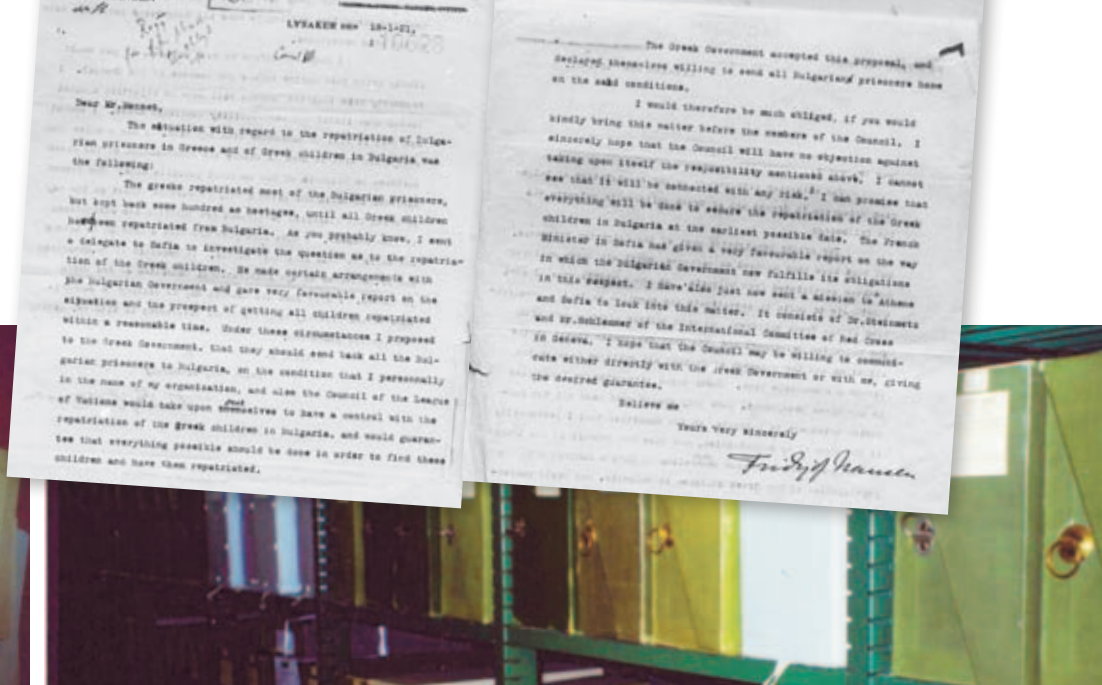 LYSAKER 18-1-21.
10628
Dear Mr.
The situation with regard to the repatriation of Bulga-
rian prisoners in Greece and of Greek children in Bulgaria was
the following:
The greeks repatriated most of the Bulgarian prisoners,
but kept back some hundred as hostages, until all Greek children
been repatriated from Bulgaria. As you probably know, I sent
a delegate to Sofia to investigate the question as to the repatria-
tion of the Greek children. He made certain arrangements with
the Bulgarian Government and gave very favourable report on the
situation and the prospect of getting all children repatriated
within a reasonable time. Under these circumstances I proposed
to the Greek Government, that they should send back all the Bul-
garian prisoners to Bulgaria, on the condition that I personally
in the name of my organisation, and also the Council of the League
of Nations would take upon themselves to have a control with the
repatriation of the Greek children in Bulgaria, and would guaran-
tee that everything possible should be done in order to find these
children and have them repatriated.
The Greek Government accepted this proposal, and
declared themselves willing to send all Bulgarian prisoners home
on the said conditions.
I would therefore be much obliged, if you would
kindly bring this matter before the members of the Council. I
sincerely hope that the Council will have no objection against
taking upon itself the responsibility mentioned above. I cannot
see that it will be connected with any risk. I can promise that
everything will be done to secure the repatriation of the Greek
children in Bulgaria at the earliest possible date. The French
Minister in Sofia has given a very favourable report on the way
in which the Bulgarian Government now fulfills its obligations
in this respect. I have also just now sent a mission to Athens
and Sofia to look into this matter. It consists of Dr. Steinmetz
and Mr. Schlemmer of the International Committee of Red Cross
in Geneva. I hope that the Council may be willing to communi-
cate either directly with the Greek Government or with me, giving
the desired guarantee.
Believe me
Yours very sincerely
Fridtjof Nansen